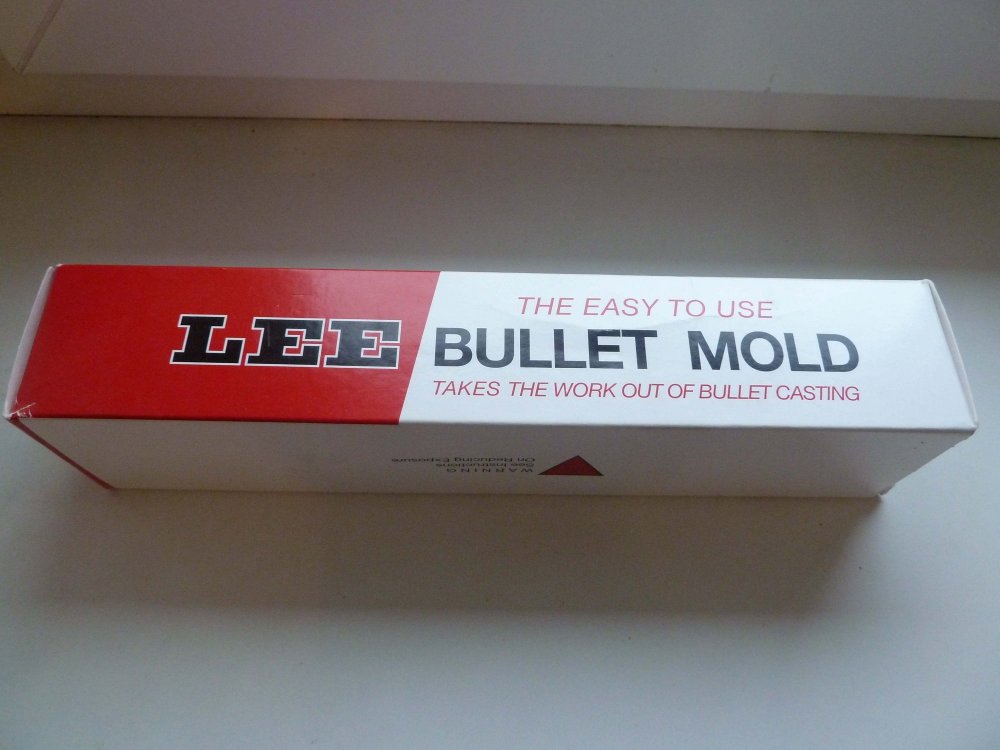 LEE
THE EASY TO USE
BULLET MOLD
TAKES THE WORK OUT OF BULLET CASTING
WARNING
See Instructions
On Reducing Exposure